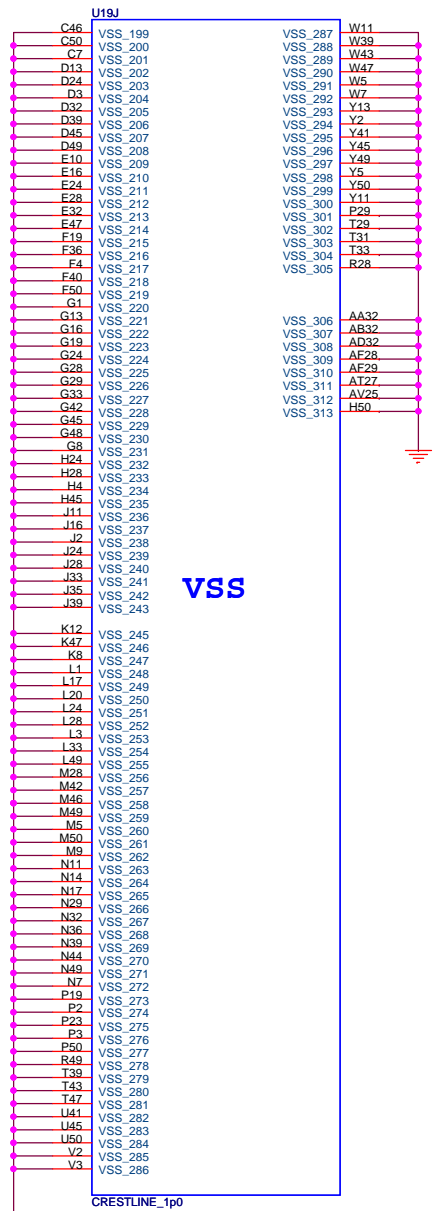 U19J
C46 VSS_199
C50 VSS_200
C7 VSS_201
D13 VSS_202
D24 VSS_203
D3 VSS_204
D32 VSS_205
D39 VSS_206
D45 VSS_207
D49 VSS_208
E10 VSS_209
E16 VSS_210
E24 VSS_211
E28 VSS_212
E32 VSS_213
E47 VSS_214
F19 VSS_215
F36 VSS_216
F4 VSS_217
F40 VSS_218
F50 VSS_219
G1 VSS_220
G13 VSS_221
G16 VSS_222
G19 VSS_223
G24 VSS_224
G28 VSS_225
G29 VSS_226
G33 VSS_227
G42 VSS_228
G45 VSS_229
G48 VSS_230
G8 VSS_231
H24 VSS_232
H28 VSS_233
H4 VSS_234
H45 VSS_235
J11 VSS_236
J16 VSS_237
J2 VSS_238
J24 VSS_239
J28 VSS_240
J33 VSS_241
J35 VSS_242
J39 VSS_243
K12 VSS_245
K47 VSS_246
K8 VSS_247
L1 VSS_248
L17 VSS_249
L20 VSS_250
L24 VSS_251
L28 VSS_252
L3 VSS_253
L33 VSS_254
L49 VSS_255
M28 VSS_256
M42 VSS_257
M46 VSS_258
M49 VSS_259
M5 VSS_260
M50 VSS_261
M9 VSS_262
N11 VSS_263
N14 VSS_264
N17 VSS_265
N29 VSS_266
N32 VSS_267
N36 VSS_268
N39 VSS_269
N44 VSS_270
N49 VSS_271
N7 VSS_272
P19 VSS_273
P2 VSS_274
P23 VSS_275
P3 VSS_276
P50 VSS_277
R49 VSS_278
T39 VSS_279
T43 VSS_280
T47 VSS_281
U41 VSS_282
U45 VSS_283
U50 VSS_284
V2 VSS_285
V3 VSS_286
VSS
VSS_287 W11
VSS_288 W39
VSS_289 W43
VSS_290 W47
VSS_291 W5
VSS_292 W7
VSS_293 Y13
VSS_294 Y2
VSS_295 Y41
VSS_296 Y45
VSS_297 Y49
VSS_298 Y5
VSS_299 Y50
VSS_300 Y11
VSS_301 P29
VSS_302 T29
VSS_303 T31
VSS_304 T33
VSS_305 R28
VSS_306 AA32
VSS_307 AB32
VSS_308 AD32
VSS_309 AF28
VSS_310 AF29
VSS_311 AT27
VSS_312 AV25
VSS_313 H50
CRESTLINE_1p0